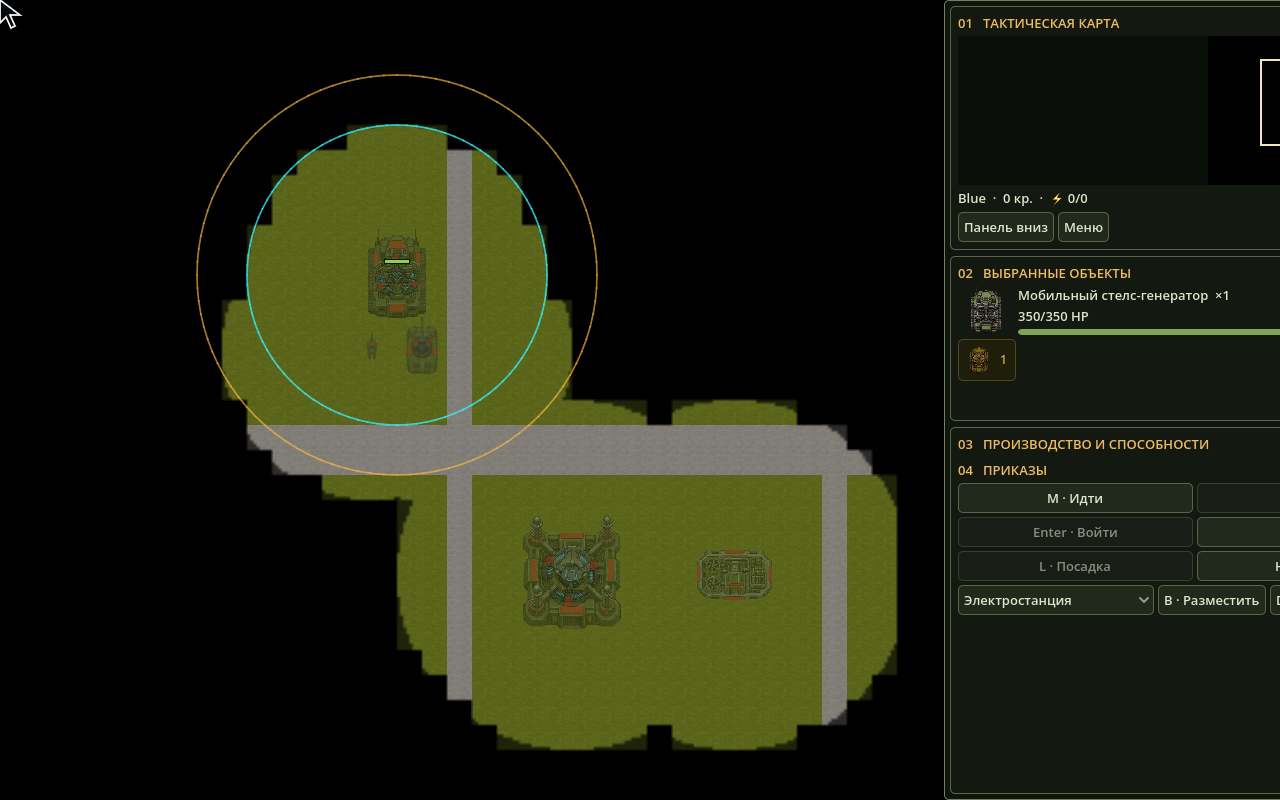 01 ТАКТИЧЕСКАЯ КАРТА
Blue · 0 кр. · ⚡ 0/0
Панель вниз Меню
02 ВЫБРАННЫЕ ОБЪЕКТЫ
Мобильный стелс-генератор ×1
350/350 HP
1
03 ПРОИЗВОДСТВО И СПОСОБНОСТИ
04 ПРИКАЗЫ
M · Идти
Enter · Войти
L · Посадка
Электростанция B · Разместить